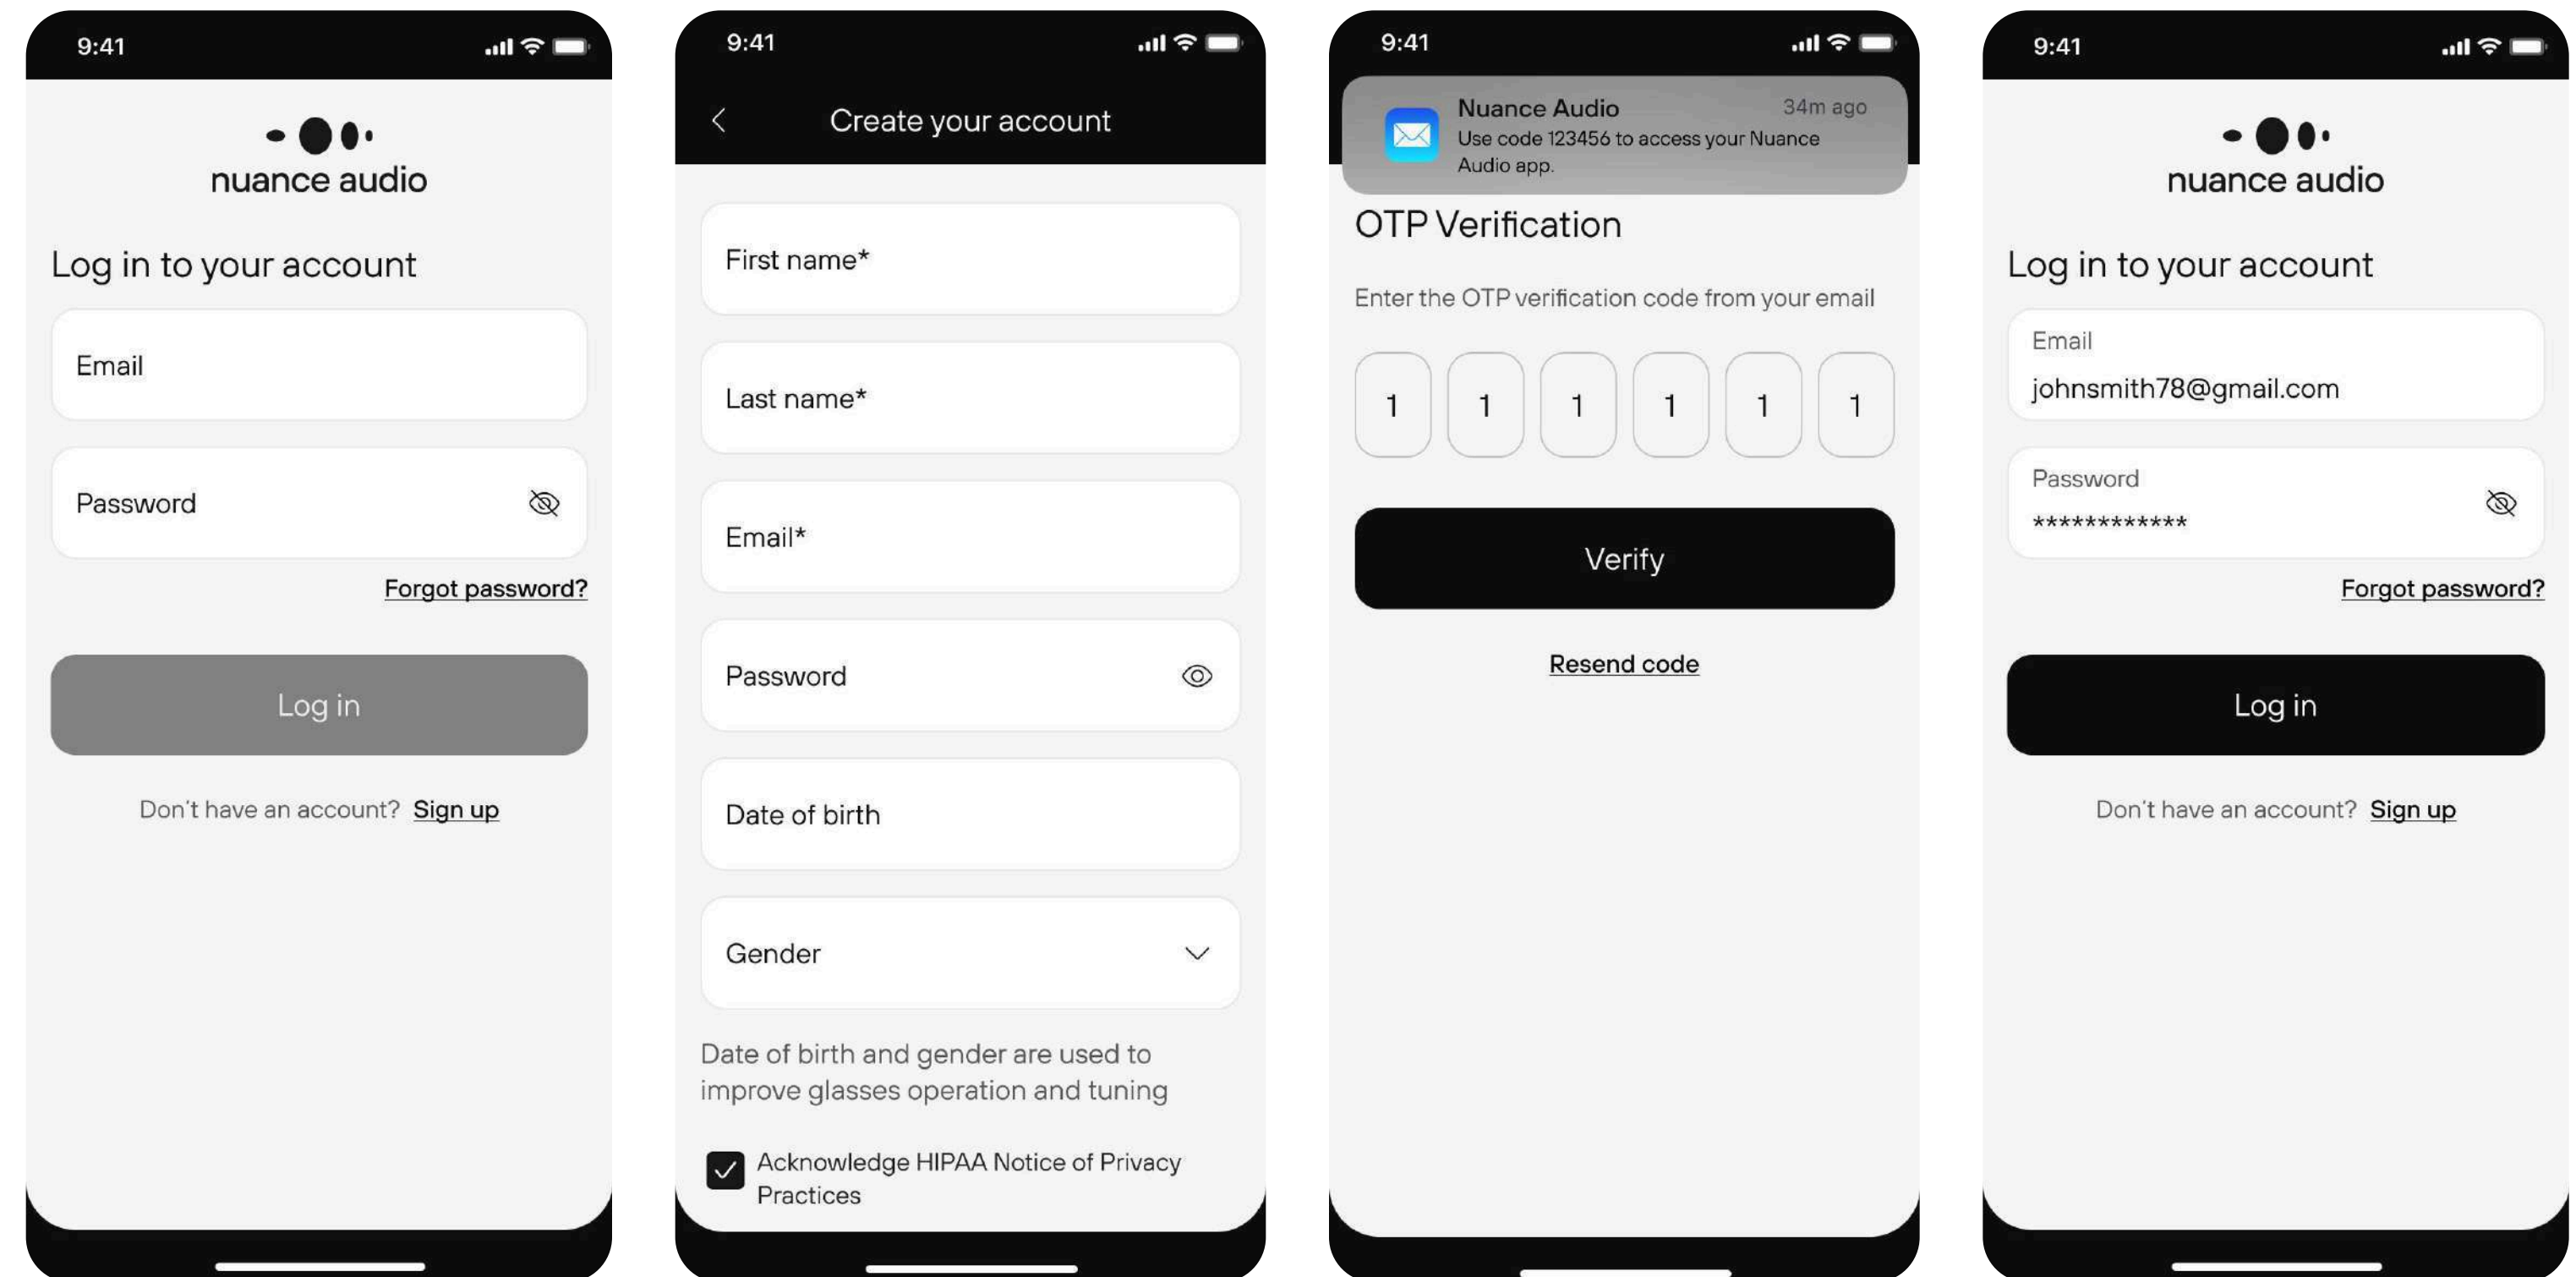 9:41
nuance audio
Log in to your account
Email
Password
Forgot password?
Log in
Don't have an account? Sign up
9:41
Create your account
First name*
Last name*
Email*
Password
Date of birth
Gender
Date of birth and gender are used to
improve glasses operation and tuning
Acknowledge HIPAA Notice of Privacy
Practices
9:41
Nuance Audio 34m ago
Use code 123456 to access your Nuance
Audio app.
OTP Verification
Enter the OTP verification code from your email
1 1 1 1 1 1
Verify
Resend code
9:41
nuance audio
Log in to your account
Email
johnsmith78@gmail.com
Password
************
Forgot password?
Log in
Don't have an account? Sign up